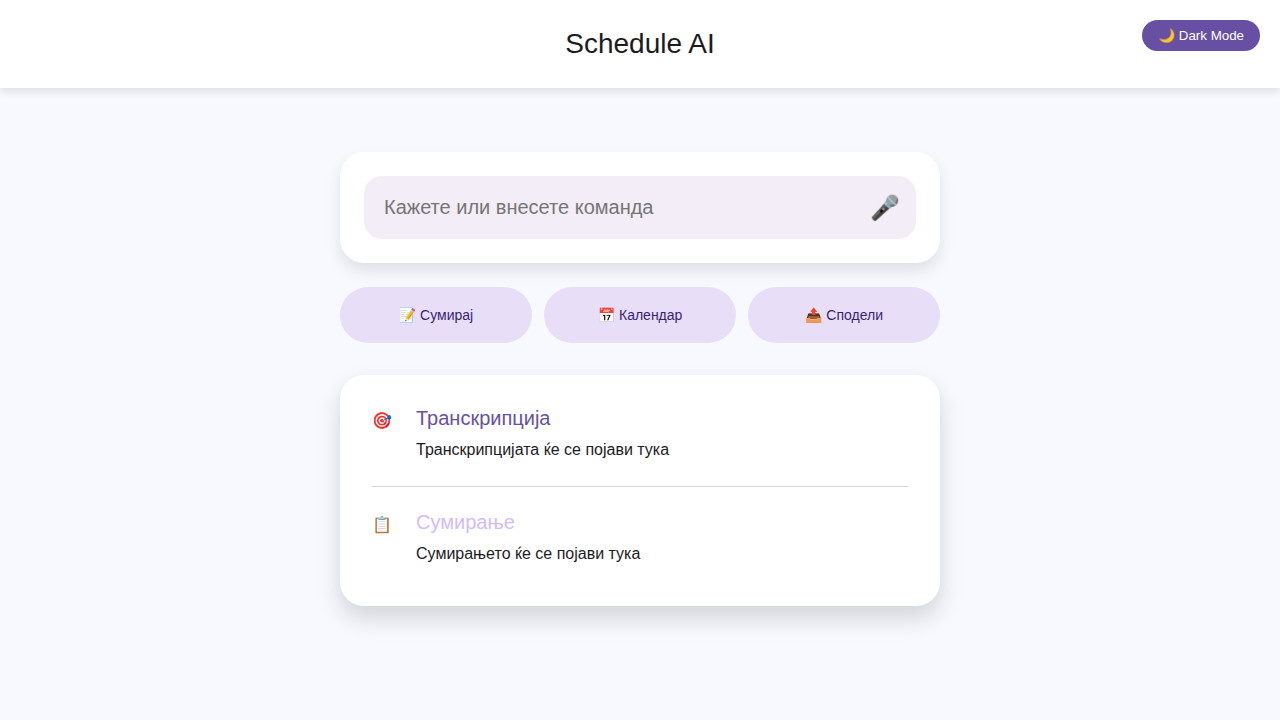 Schedule AI
🌙 Dark Mode
Кажете или внесете команда
📝 Сумирај
📅 Календар
📤 Сподели
Транскрипција
Транскрипцијата ќе се појави тука
Сумирање
Сумирањето ќе се појави тука